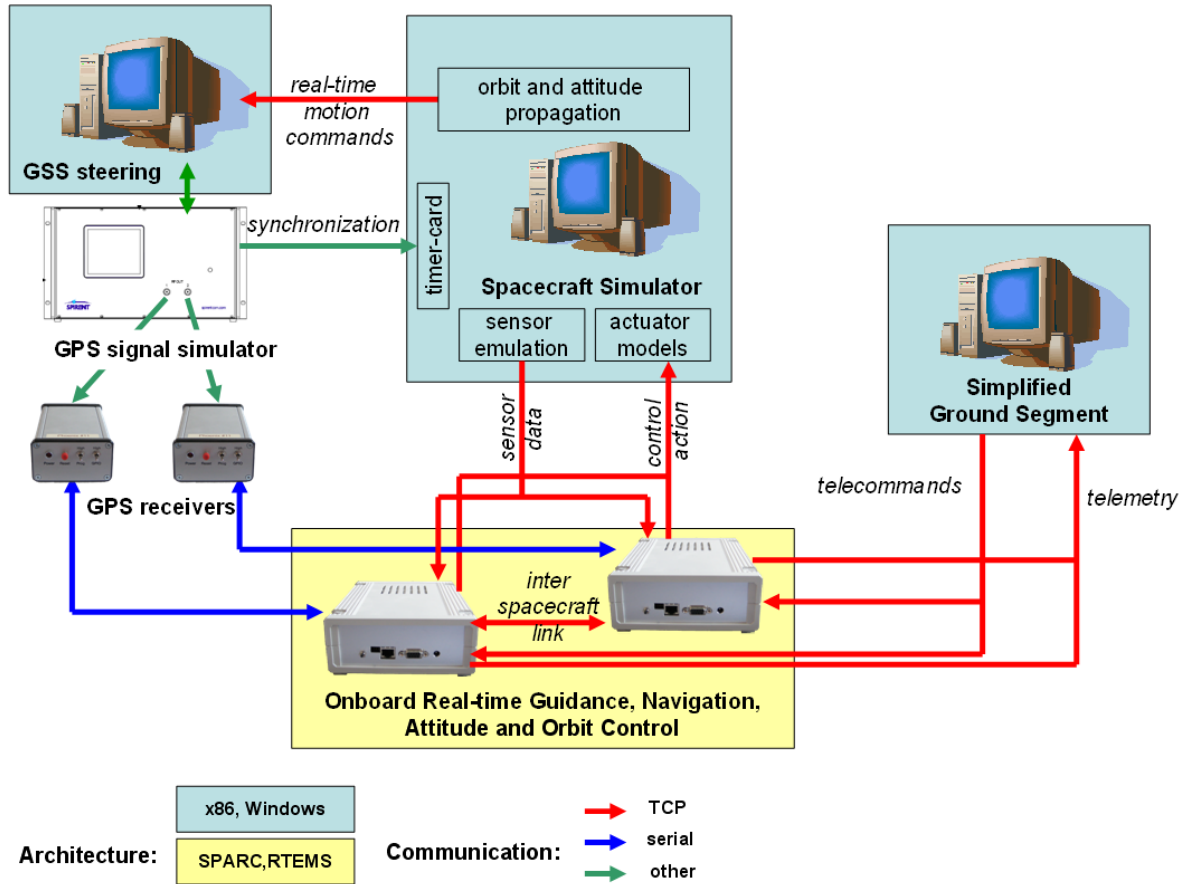 real-time
motion
commands
orbit and attitude
propagation
GSS steering
synchronization
timer-card
Spacecraft Simulator
SPIRENT
GPS signal simulator
sensor
emulation
actuator
models
Simplified
Ground Segment
sensor
data
control
action
telecommands
telemetry
GPS receivers
inter
spacecraft
link
Onboard Real-time Guidance, Navigation,
Attitude and Orbit Control
Architecture:
x86, Windows
SPARC,RTEMS
Communication:
TCP
serial
other